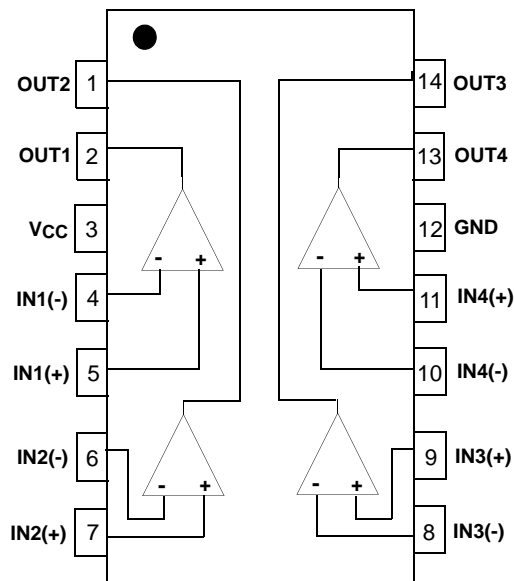 OUT2 1
OUT1 2
VCC 3
IN1(-) 4
IN1(+) 5
IN2(-) 6
IN2(+) 7
14 OUT3
13 OUT4
12 GND
11 IN4(+)
10 IN4(-)
9 IN3(+)
8 IN3(-)
- +
- +
- +
- +